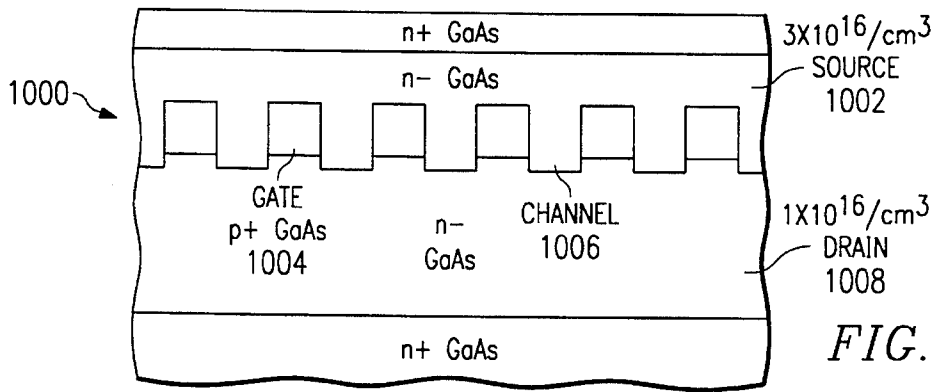 n+ GaAs
3X10^16/cm^3
n- GaAs
SOURCE
1002
1000
GATE
p+ GaAs
1004
n-
GaAs
CHANNEL
1006
1X10^16/cm^3
DRAIN
1008
n+ GaAs
FIG.